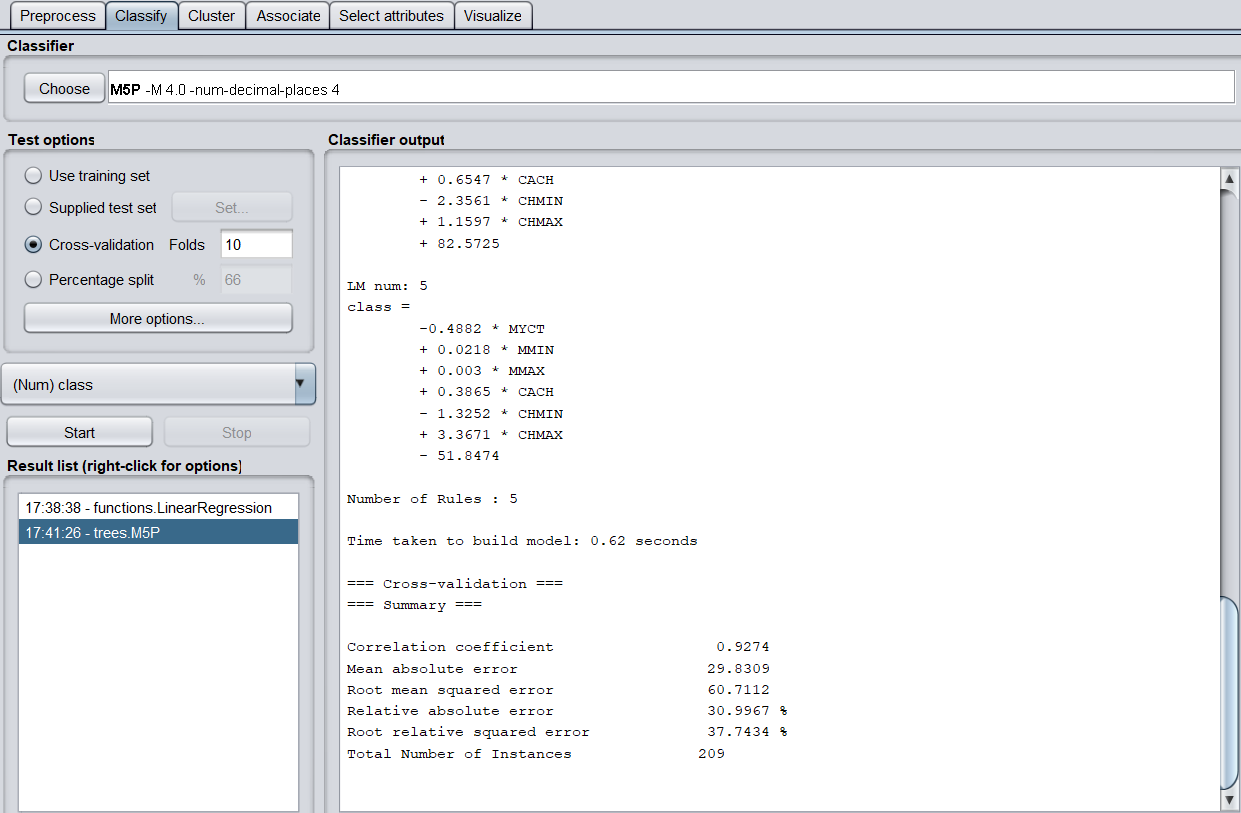 Preprocess Classify Cluster Associate Select attributes Visualize
Classifier
Choose M5P -M 4.0 -num-decimal-places 4
Test options
Use training set
Supplied test set Set...
Cross-validation Folds 10
Percentage split % 66
More options...
(Num) class
Start Stop
Result list (right-click for options)
17:38:38 - functions.LinearRegression
17:41:26 - trees.M5P
Classifier output
+ 0.6547 * CACH
- 2.3561 * CHMIN
+ 1.1597 * CHMAX
+ 82.5725
LM num: 5
class =
-0.4882 * MYCT
+ 0.0218 * MMIN
+ 0.003 * MMAX
+ 0.3865 * CACH
- 1.3252 * CHMIN
+ 3.3671 * CHMAX
- 51.8474
Number of Rules : 5
Time taken to build model: 0.62 seconds
=== Cross-validation ===
=== Summary ===
Correlation coefficient 0.9274
Mean absolute error 29.8309
Root mean squared error 60.7112
Relative absolute error 30.9967 %
Root relative squared error 37.7434 %
Total Number of Instances 209